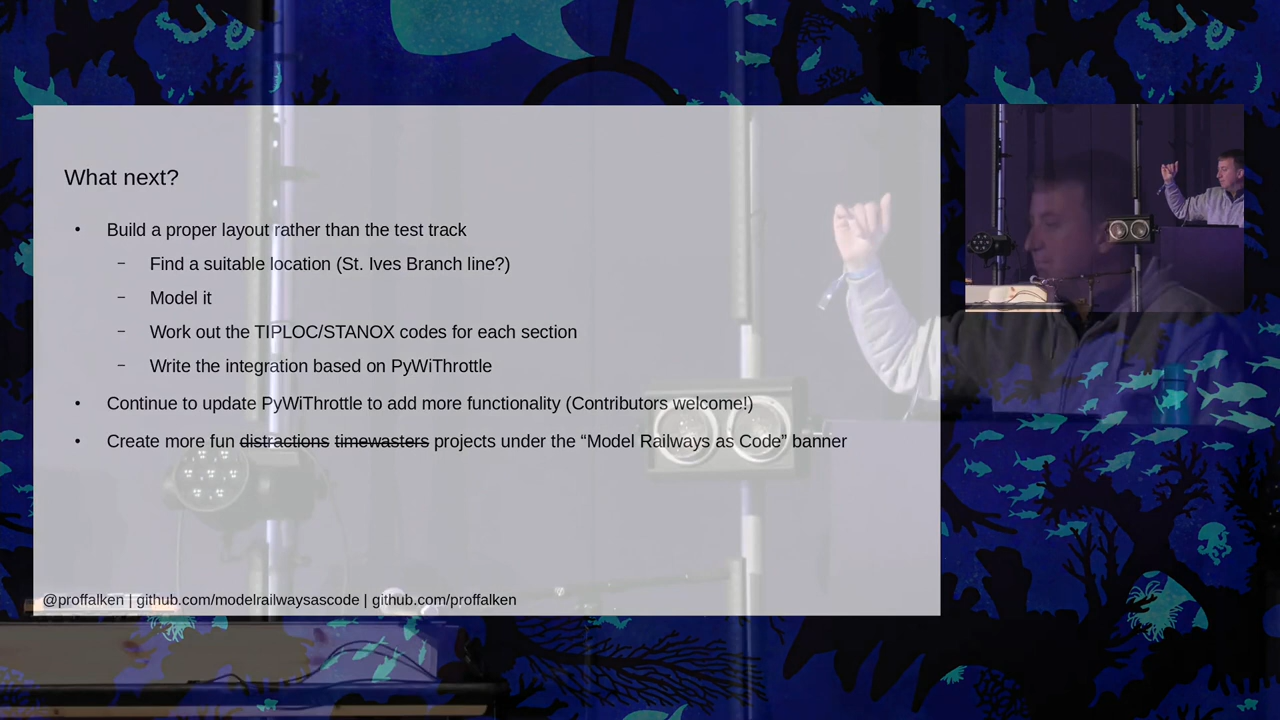 What next?
• Build a proper layout rather than the test track
– Find a suitable location (St. Ives Branch line?)
– Model it
– Work out the TIPLOC/STANOX codes for each section
– Write the integration based on PyWiThrottle
• Continue to update PyWiThrottle to add more functionality (Contributors welcome!)
• Create more fun distractions timewasters projects under the “Model Railways as Code” banner
@proffalken | github.com/modelrailwaysascode | github.com/proffalken